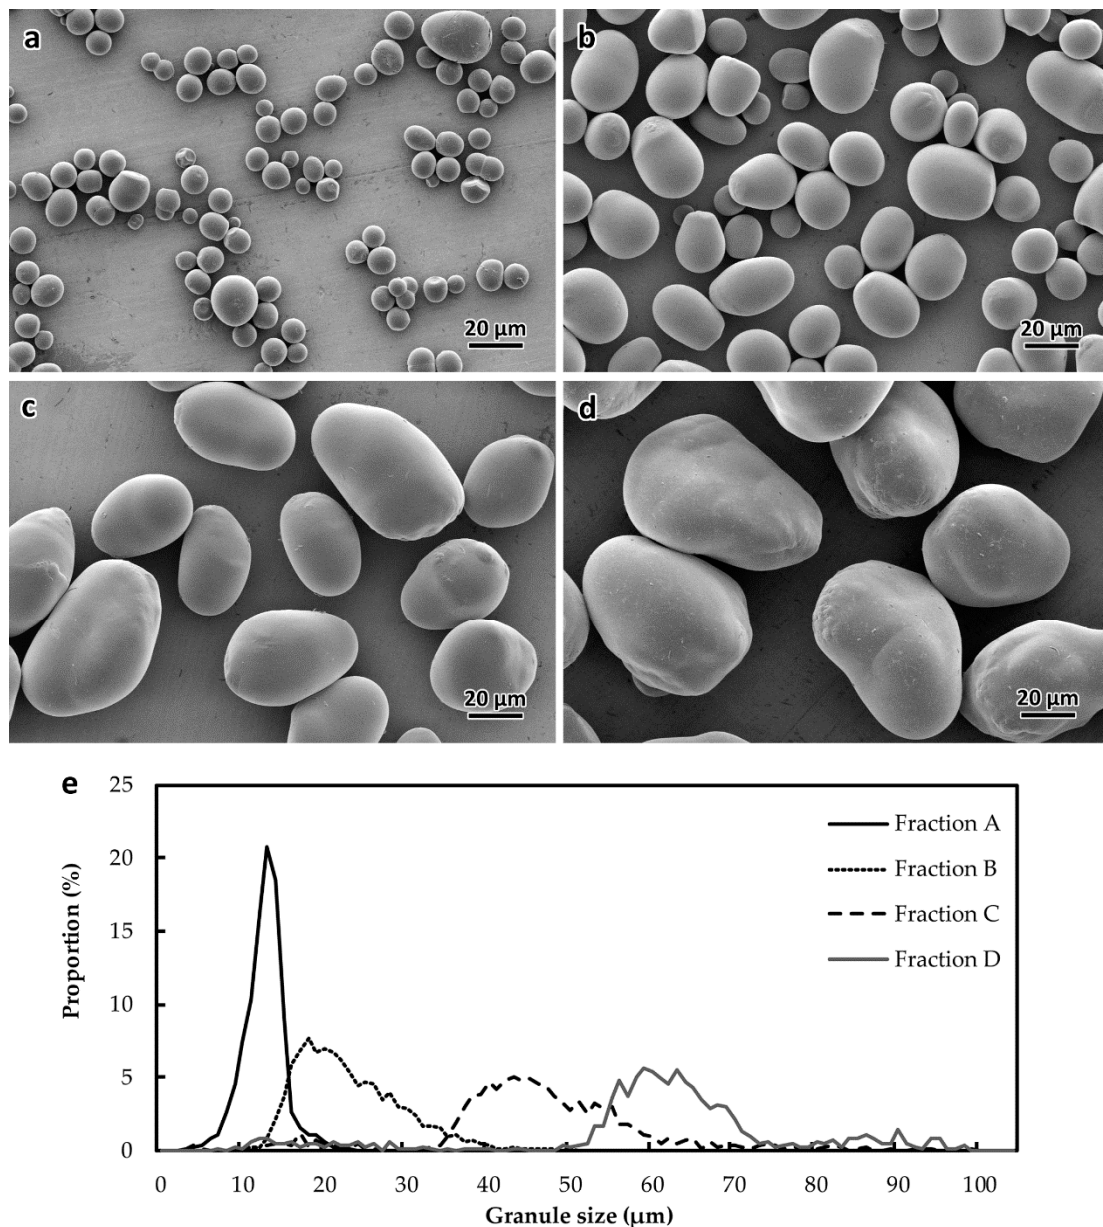 a
b
20 µm
20 µm
c
d
20 µm
20 µm
e
25
20
15
10
5
0
Proportion (%)
Fraction A
Fraction B
Fraction C
Fraction D
0 10 20 30 40 50 60 70 80 90 100
Granule size (µm)